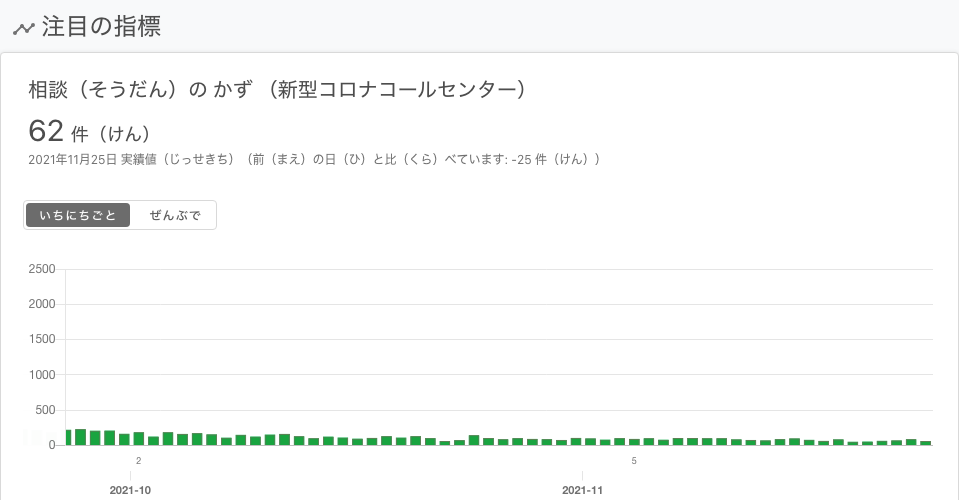 注目の指標
相談（そうだん）の かず （新型コロナコールセンター）
62 件（けん）
2021年11月25日 実績値（じっせきち）（前（まえ）の日（ひ）と比（くら）べています: -25 件（けん））
いちにちごと ぜんぶで
2500
2000
1500
1000
500
0
2 5
2021-10 2021-11